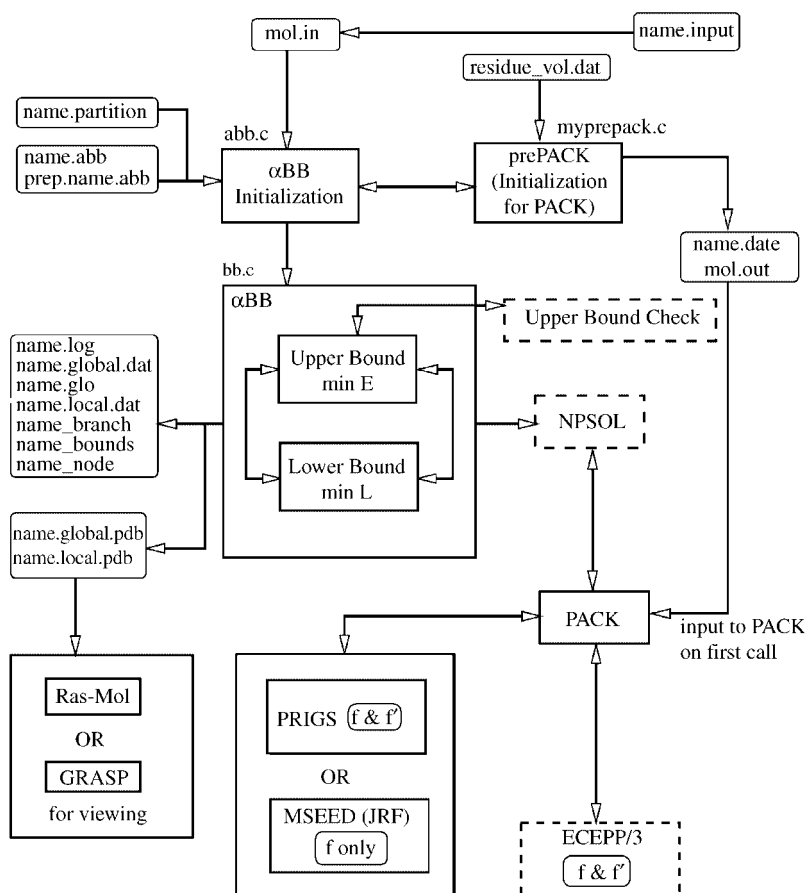 mol.in
name.input
residue_vol.dat
name.partition
abb.c
myprepack.c
name.abb
prep.name.abb
αBB
Initialization
prePACK
(Initialization
for PACK)
name.date
mol.out
bb.c
αBB
Upper Bound Check
Upper Bound
min E
name.log
name.global.dat
name.glo
name.local.dat
name_branch
name_bounds
name_node
NPSOL
Lower Bound
min L
name.global.pdb
name.local.pdb
PACK
input to PACK
on first call
Ras-Mol
OR
GRASP
for viewing
PRIGS f & f′
OR
MSEED (JRF)
f only
ECEPP/3
f & f′